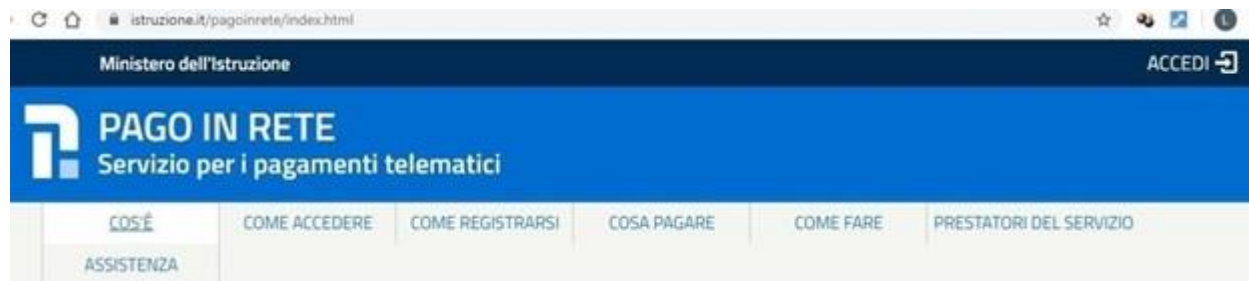 istruzione.it/pagoinrete/index.html
L
Ministero dell'Istruzione
ACCEDI
PAGO IN RETE
Servizio per i pagamenti telematici
COS'È COME ACCEDERE COME REGISTRARSI COSA PAGARE COME FARE PRESTATORI DEL SERVIZIO
ASSISTENZA